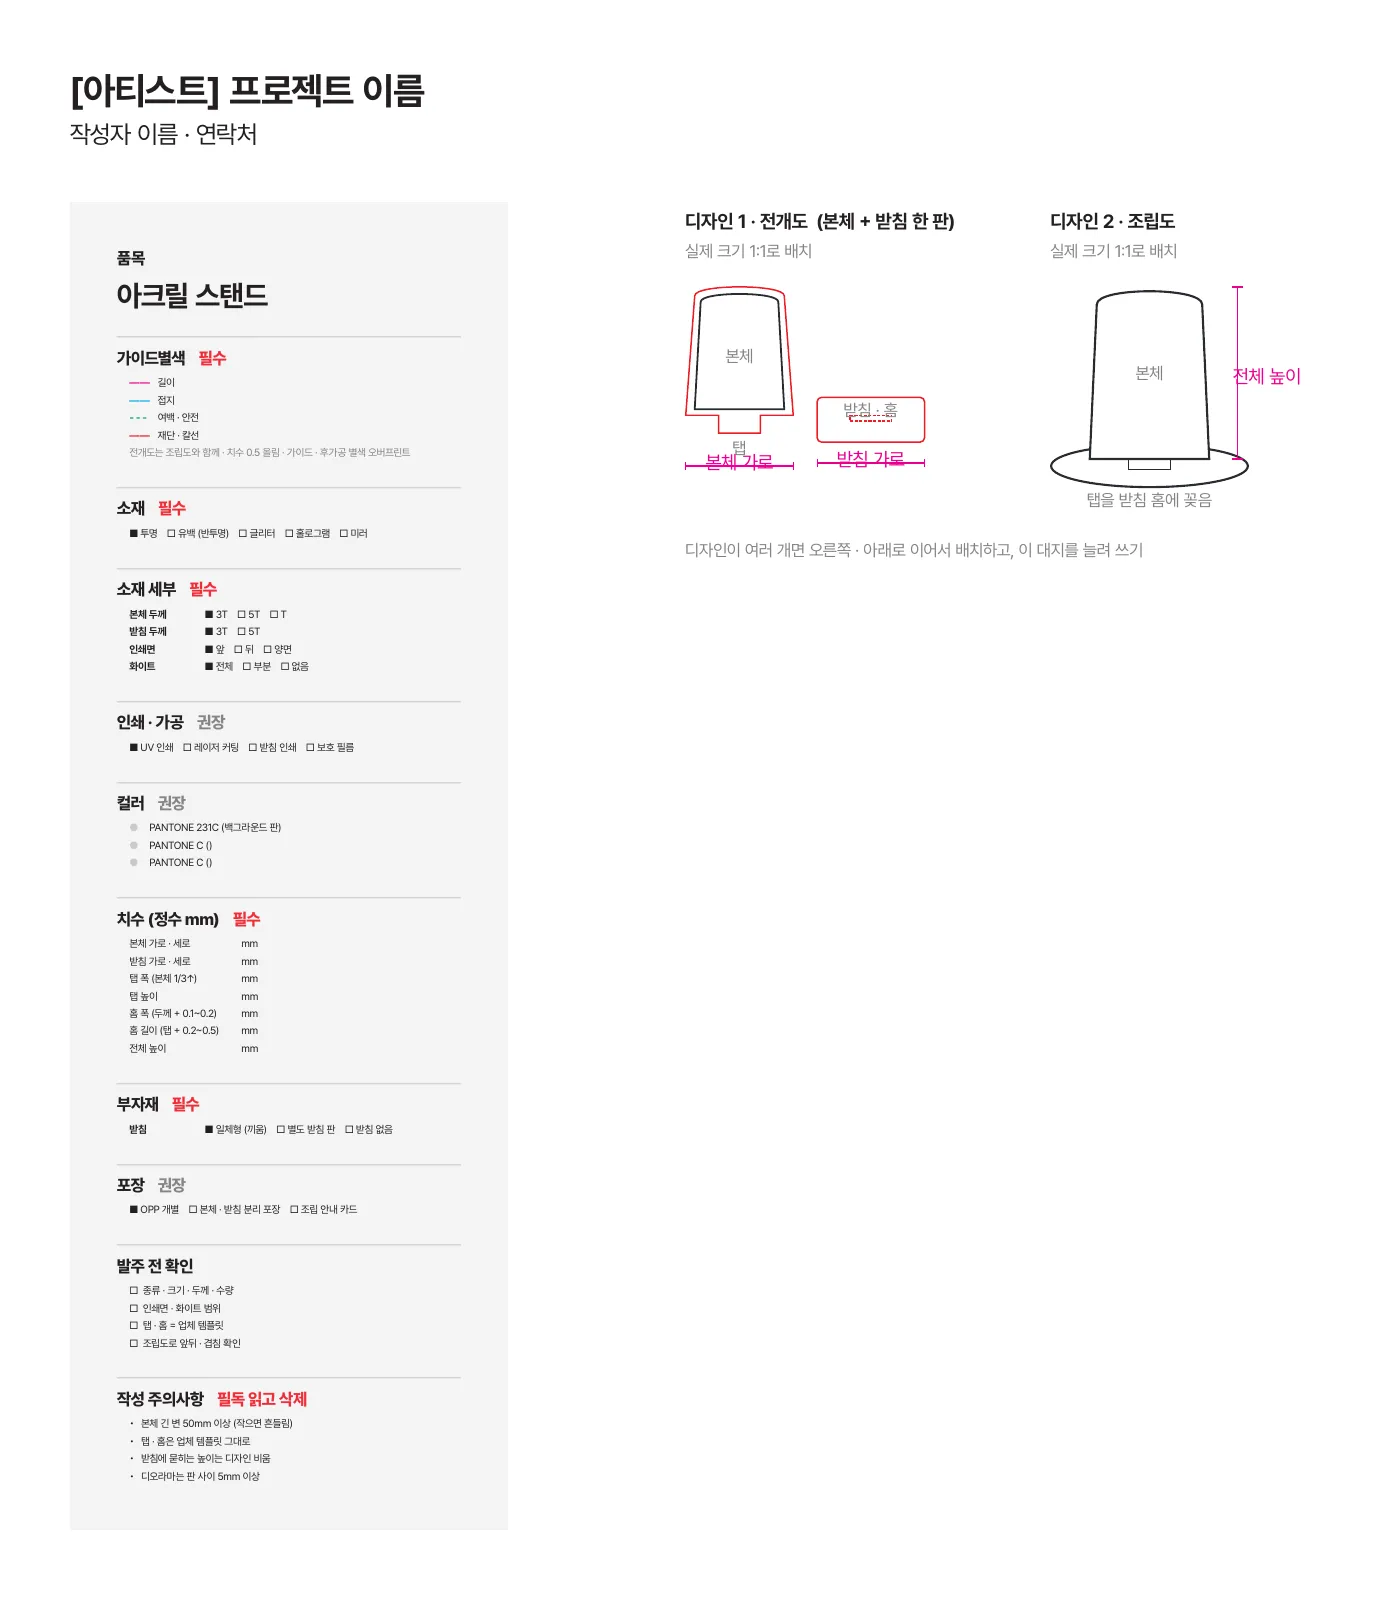 [아티스트] 프로젝트 이름
작성자 이름 · 연락처
품목
아크릴 스탠드
가이드별색 필수
길이
접지
여백 · 안전
재단 · 칼선
전개도는 조립도와 함께 · 치수 0.5 올림 · 가이드 · 후가공 별색 오버프린트
소재 필수
■ 투명 □ 유백 (반투명) □ 글리터 □ 홀로그램 □ 미러
소재 세부 필수
본체 두께 ■ 3T □ 5T □ T
받침 두께 ■ 3T □ 5T
인쇄면 ■ 앞 □ 뒤 □ 양면
화이트 ■ 전체 □ 부분 □ 없음
인쇄 · 가공 권장
■ UV 인쇄 □ 레이저 커팅 □ 받침 인쇄 □ 보호 필름
컬러 권장
PANTONE 231C (백그라운드 판)
PANTONE C ()
PANTONE C ()
치수 (정수 mm) 필수
본체 가로 · 세로 mm
받침 가로 · 세로 mm
탭 폭 (본체 1/3↑) mm
탭 높이 mm
홈 폭 (두께 + 0.1~0.2) mm
홈 길이 (탭 + 0.2~0.5) mm
전체 높이 mm
부자재 필수
받침 ■ 일체형 (끼움) □ 별도 받침 판 □ 받침 없음
포장 권장
■ OPP 개별 □ 본체 · 받침 분리 포장 □ 조립 안내 카드
발주 전 확인
□ 종류 · 크기 · 두께 · 수량
□ 인쇄면 · 화이트 범위
□ 탭 · 홈 = 업체 템플릿
□ 조립도로 앞뒤 · 겹침 확인
작성 주의사항 필독 읽고 삭제
· 본체 긴 변 50mm 이상 (작으면 흔들림)
· 탭 · 홈은 업체 템플릿 그대로
· 받침에 묻히는 높이는 디자인 비움
· 디오라마는 판 사이 5mm 이상
디자인 1 · 전개도 (본체 + 받침 한 판)
실제 크기 1:1로 배치
본체
받침 · 홈
탭
본체 가로
받침 가로
디자인 2 · 조립도
실제 크기 1:1로 배치
본체
전체 높이
탭을 받침 홈에 꽂음
디자인이 여러 개면 오른쪽 · 아래로 이어서 배치하고, 이 대지를 늘려 쓰기